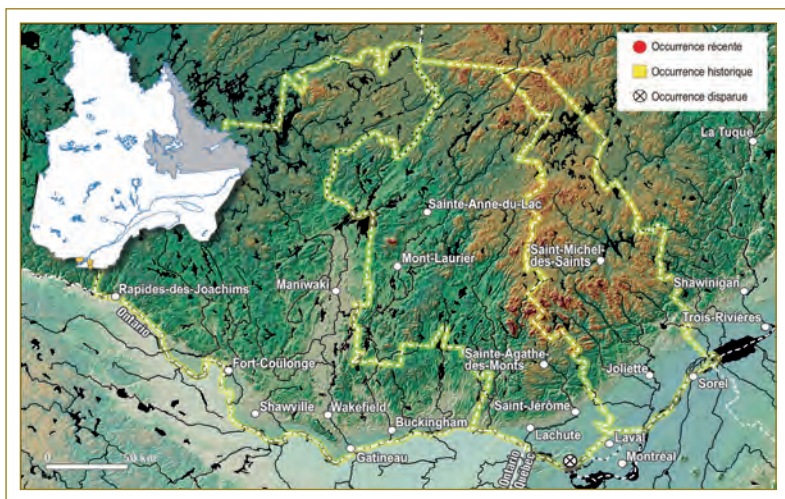 Occurrence récente
Occurrence historique
Occurrence disparue
La Tuque
Sainte-Anne-du-Lac
Mont-Laurier
Saint-Michel
des-Saints
Maniwaki
Rapides-des-Joachims
Shawinigan
Ontario
Trois-Rivières
Fort-Coulonge
Sainte-Agathe
des-Monts
Joliette
Sorel
Shawville
Wakefield
Saint-Jérôme
Buckingham
Lachute
Laval
Gatineau
Montréal
Ontario
Québec
0 50 km